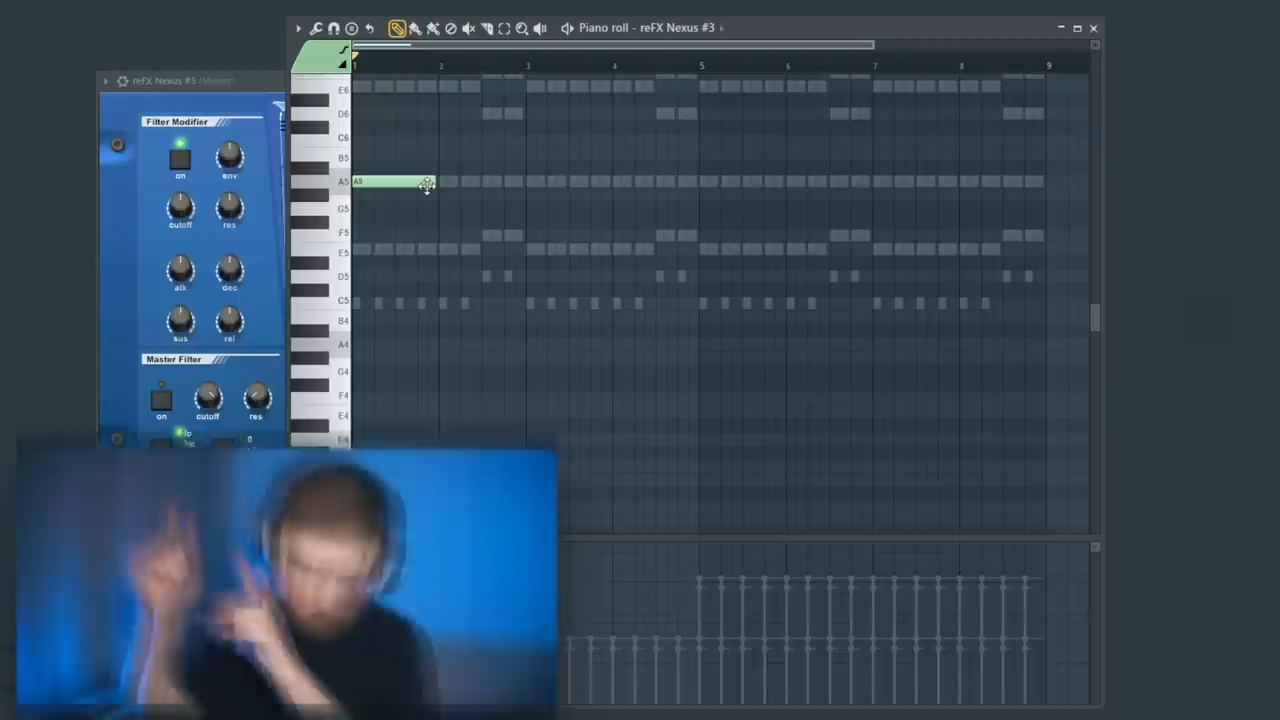 Piano roll - reFX Nexus #3
reFX Nexus #3 (Master)
1 2 3 4 5 6 7 8 9
Filter Modifier
on env
cutoff res
atk dec
sus rel
Master Filter
on cutoff res
E6
D6
C6
B5
A5 A5
G5
F5
E5
D5
C5
B4
A4
G4
F4
E4